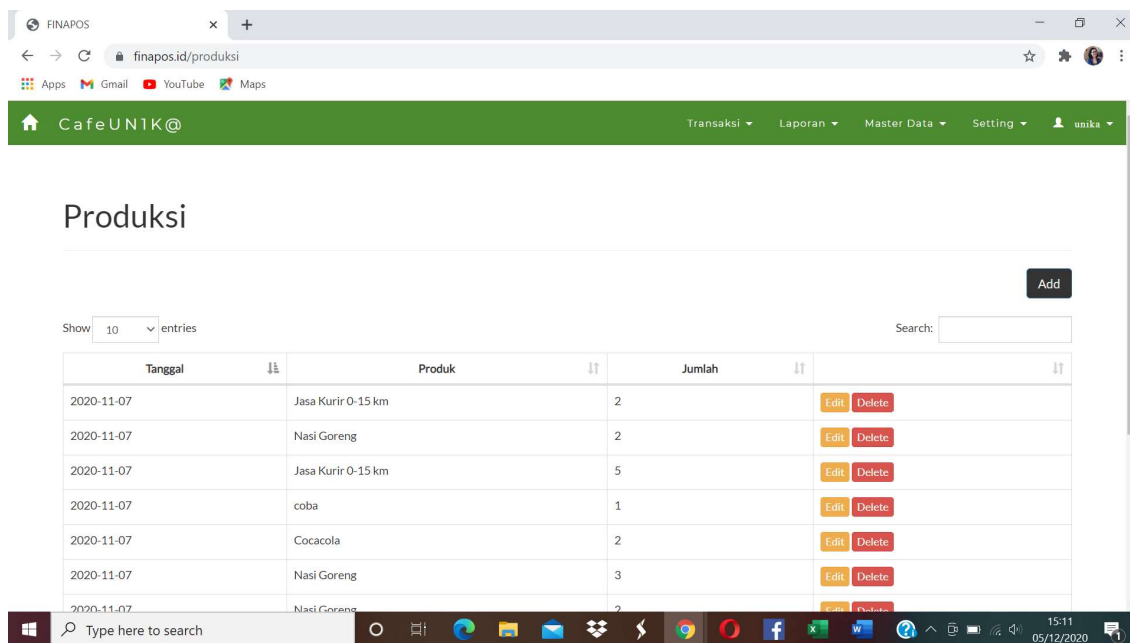 FINAPOS
finapos.id/produksi
Apps Gmail YouTube Maps
CafeUN1K@ Transaksi Laporan Master Data Setting unika
Produksi
Add
Show 10 entries Search:
Tanggal Produk Jumlah
2020-11-07 Jasa Kurir 0-15 km 2 Edit Delete
2020-11-07 Nasi Goreng 2 Edit Delete
2020-11-07 Jasa Kurir 0-15 km 5 Edit Delete
2020-11-07 coba 1 Edit Delete
2020-11-07 Cocacola 2 Edit Delete
2020-11-07 Nasi Goreng 3 Edit Delete
2020-11-07 Nasi Goreng 2 Edit Delete
Type here to search 15:11
05/12/2020